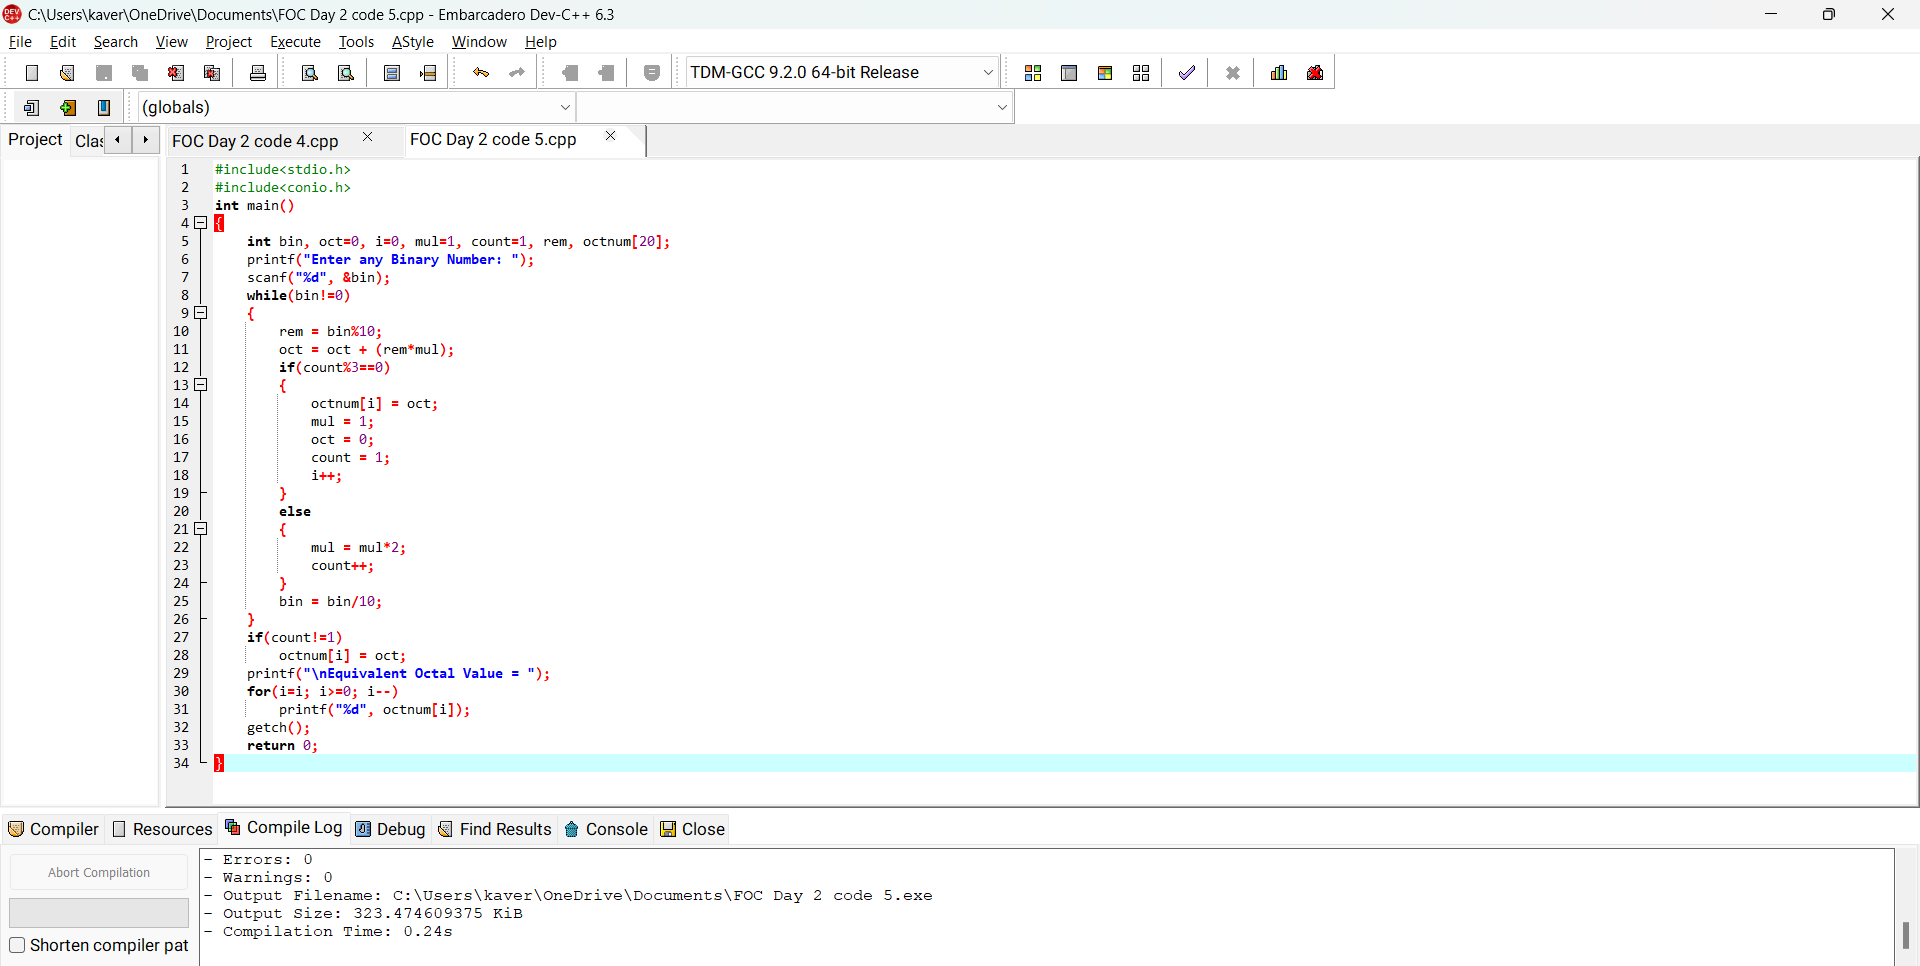 C:\Users\kaver\OneDrive\Documents\FOC Day 2 code 5.cpp - Embarcadero Dev-C++ 6.3
File Edit Search View Project Execute Tools AStyle Window Help
TDM-GCC 9.2.0 64-bit Release
(globals)
Project Clas FOC Day 2 code 4.cpp FOC Day 2 code 5.cpp
1 #include<stdio.h>
2 #include<conio.h>
3 int main()
4 {
5 int bin, oct=0, i=0, mul=1, count=1, rem, octnum[20];
6 printf("Enter any Binary Number: ");
7 scanf("%d", &bin);
8 while(bin!=0)
9 {
10 rem = bin%10;
11 oct = oct + (rem*mul);
12 if(count%3==0)
13 {
14 octnum[i] = oct;
15 mul = 1;
16 oct = 0;
17 count = 1;
18 i++;
19 }
20 else
21 {
22 mul = mul*2;
23 count++;
24 }
25 bin = bin/10;
26 }
27 if(count!=1)
28 octnum[i] = oct;
29 printf("\nEquivalent Octal Value = ");
30 for(i=i; i>=0; i--)
31 printf("%d", octnum[i]);
32 getch();
33 return 0;
34 }
Compiler Resources Compile Log Debug Find Results Console Close
Abort Compilation
Shorten compiler pat
- Errors: 0
- Warnings: 0
- Output Filename: C:\Users\kaver\OneDrive\Documents\FOC Day 2 code 5.exe
- Output Size: 323.474609375 KiB
- Compilation Time: 0.24s